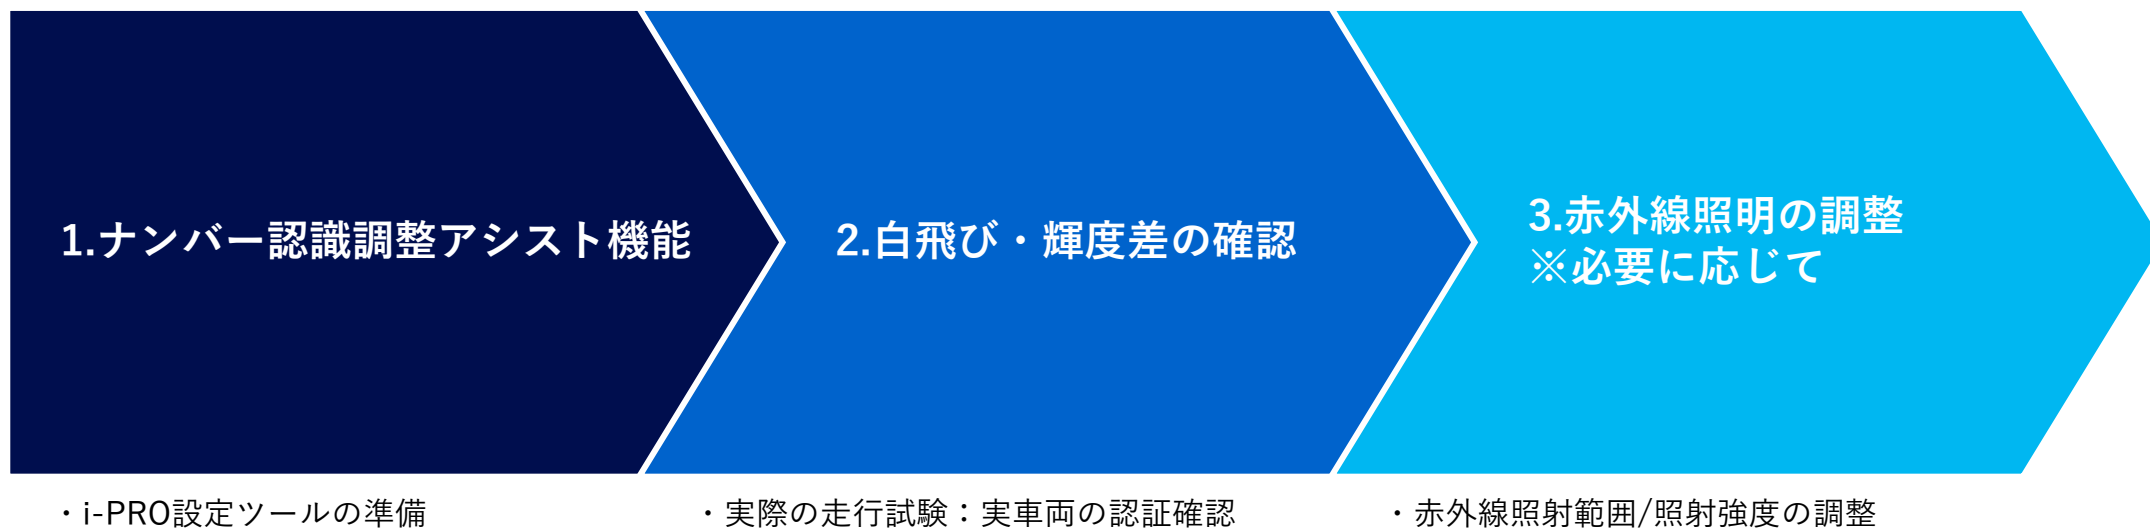 1.ナンバー認識調整アシスト機能
2.白飛び・輝度差の確認
3.赤外線照明の調整
※必要に応じて
・i-PRO設定ツールの準備
・実際の走行試験：実車両の認証確認
・赤外線照射範囲/照射強度の調整